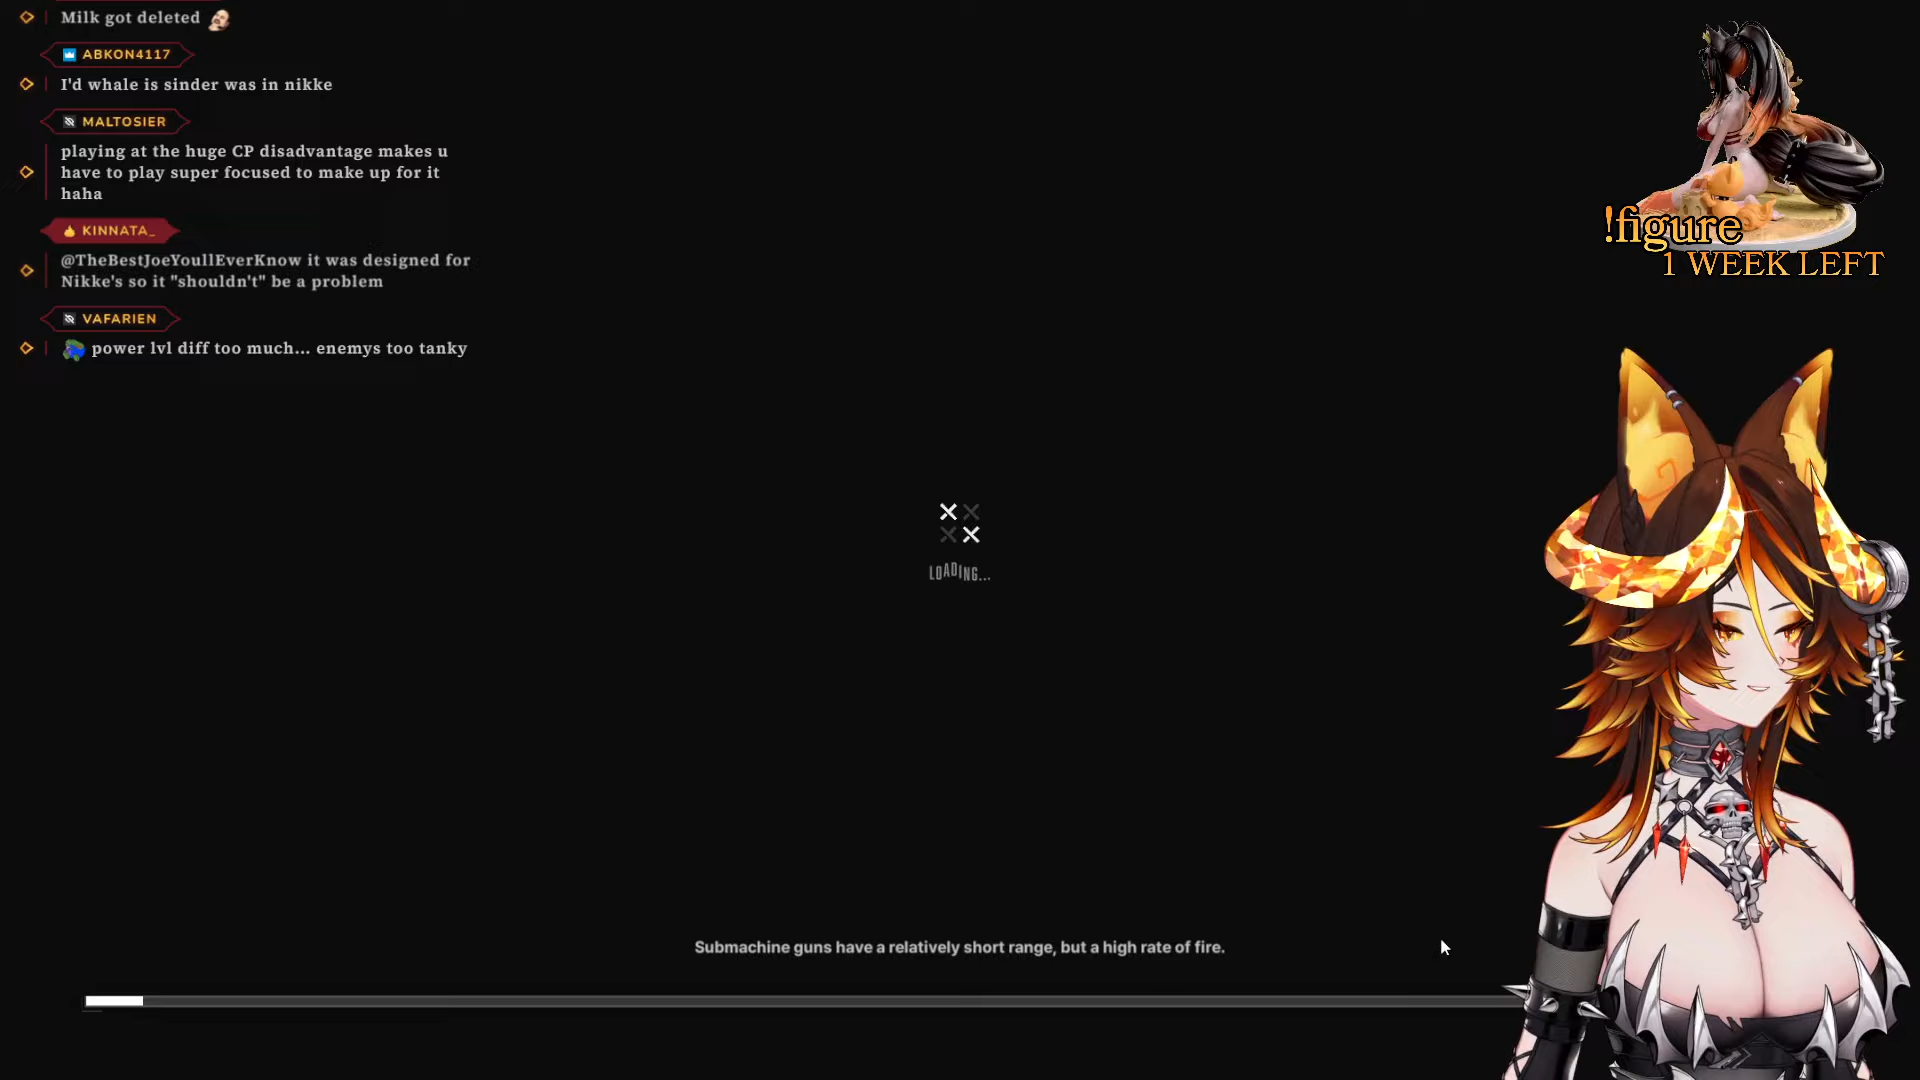 Milk got deleted
ABKON4117
I'd whale is sinder was in nikke
MALTOSIER
playing at the huge CP disadvantage makes u
have to play super focused to make up for it
haha
KINNATA_
@TheBestJoeYoullEverKnow it was designed for
Nikke's so it "shouldn't" be a problem
VAFARIEN
power lvl diff too much... enemys too tanky
!figure
1 WEEK LEFT
LOADING...
Submachine guns have a relatively short range, but a high rate of fire.